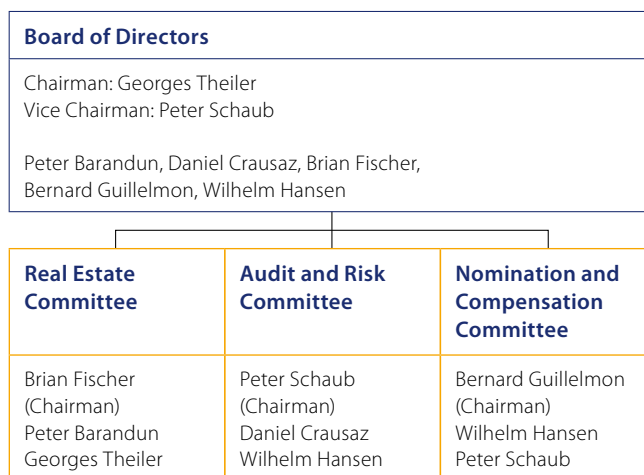 Board of Directors
Chairman: Georges Theiler
Vice Chairman: Peter Schaub
Peter Barandun, Daniel Crausaz, Brian Fischer,
Bernard Guillelmon, Wilhelm Hansen
Real Estate
Committee
Brian Fischer
(Chairman)
Peter Barandun
Georges Theiler
Audit and Risk
Committee
Peter Schaub
(Chairman)
Daniel Crausaz
Wilhelm Hansen
Nomination and
Compensation
Committee
Bernard Guillelmon
(Chairman)
Wilhelm Hansen
Peter Schaub